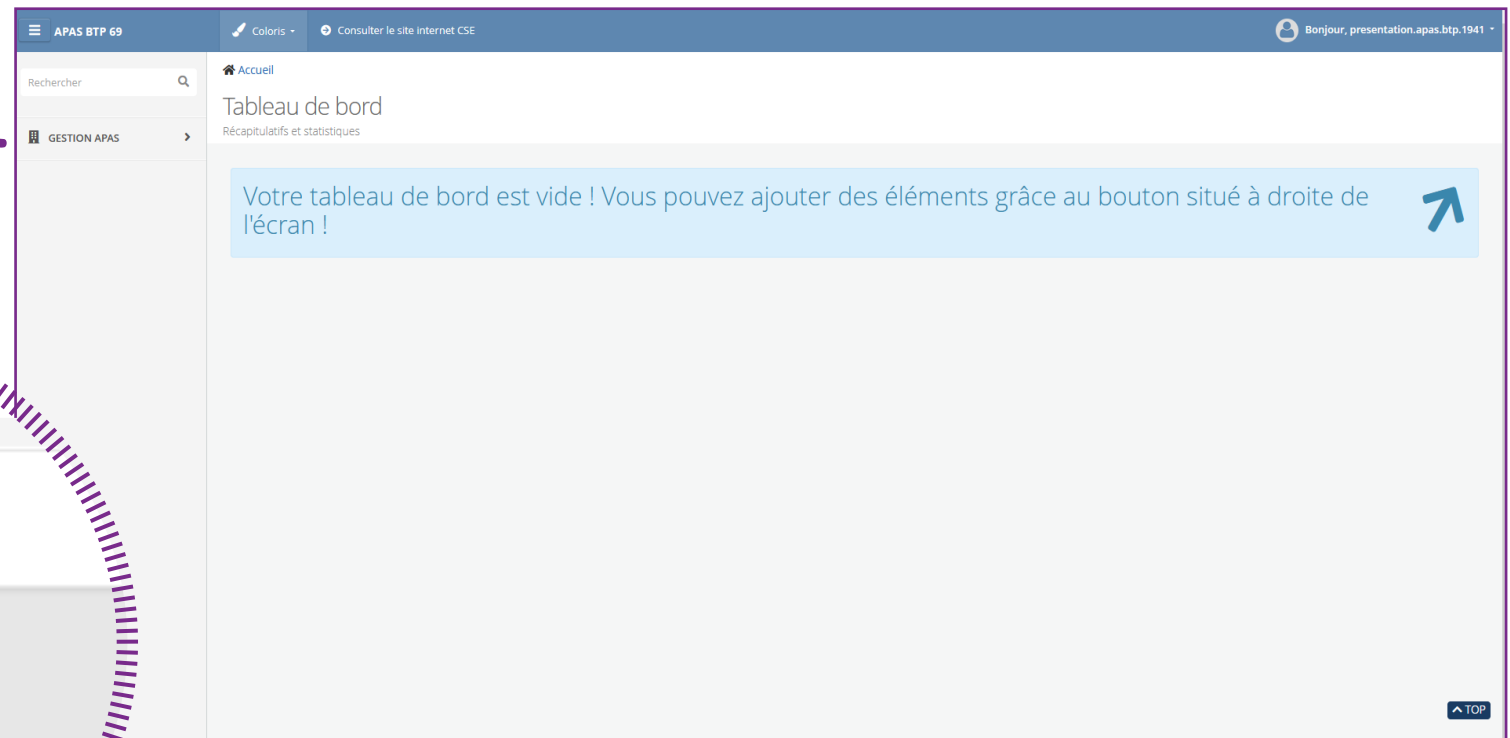 APAS BTP 69
Coloris
Consulter le site internet CSE
Bonjour, presentation.apas.btp.1941
Rechercher
GESTION APAS
Accueil
Tableau de bord
Récapitulatifs et statistiques
Votre tableau de bord est vide ! Vous pouvez ajouter des éléments grâce au bouton situé à droite de
l'écran !
TOP